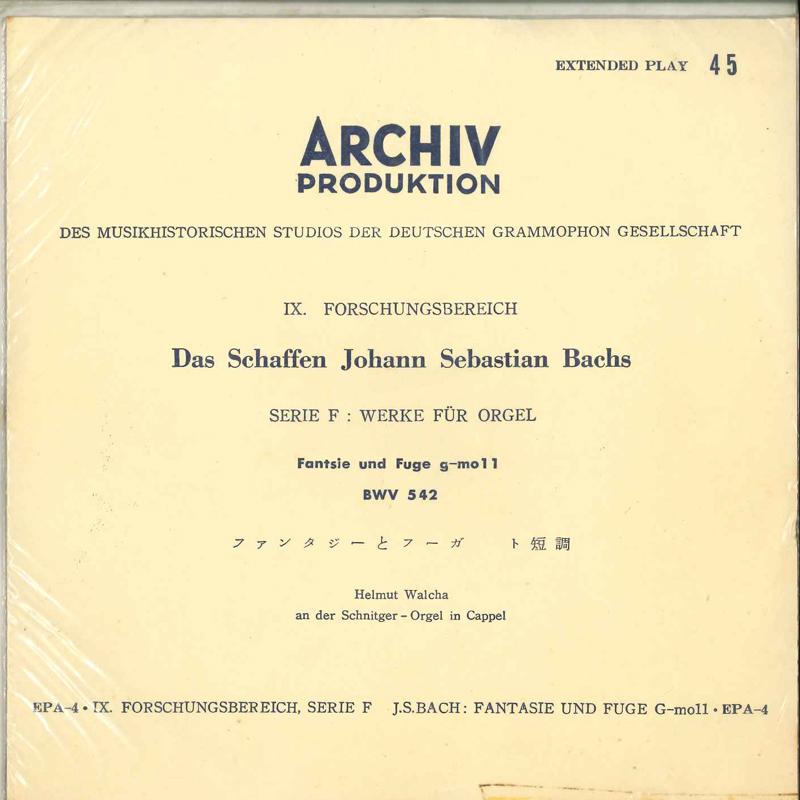 EXTENDED PLAY 45
ARCHIV
PRODUKTION
DES MUSIKHISTORISCHEN STUDIOS DER DEUTSCHEN GRAMMOPHON GESELLSCHAFT
IX. FORSCHUNGSBEREICH
Das Schaffen Johann Sebastian Bachs
SERIE F : WERKE FÜR ORGEL
Fantsie und Fuge g-mo11
BWV 542
ファンタジーとフーガ ト短調
Helmut Walcha
an der Schnitger-Orgel in Cappel
EPA-4 • IX. FORSCHUNGSBEREICH, SERIE F J.S.BACH: FANTASIE UND FUGE G-moll • EPA-4